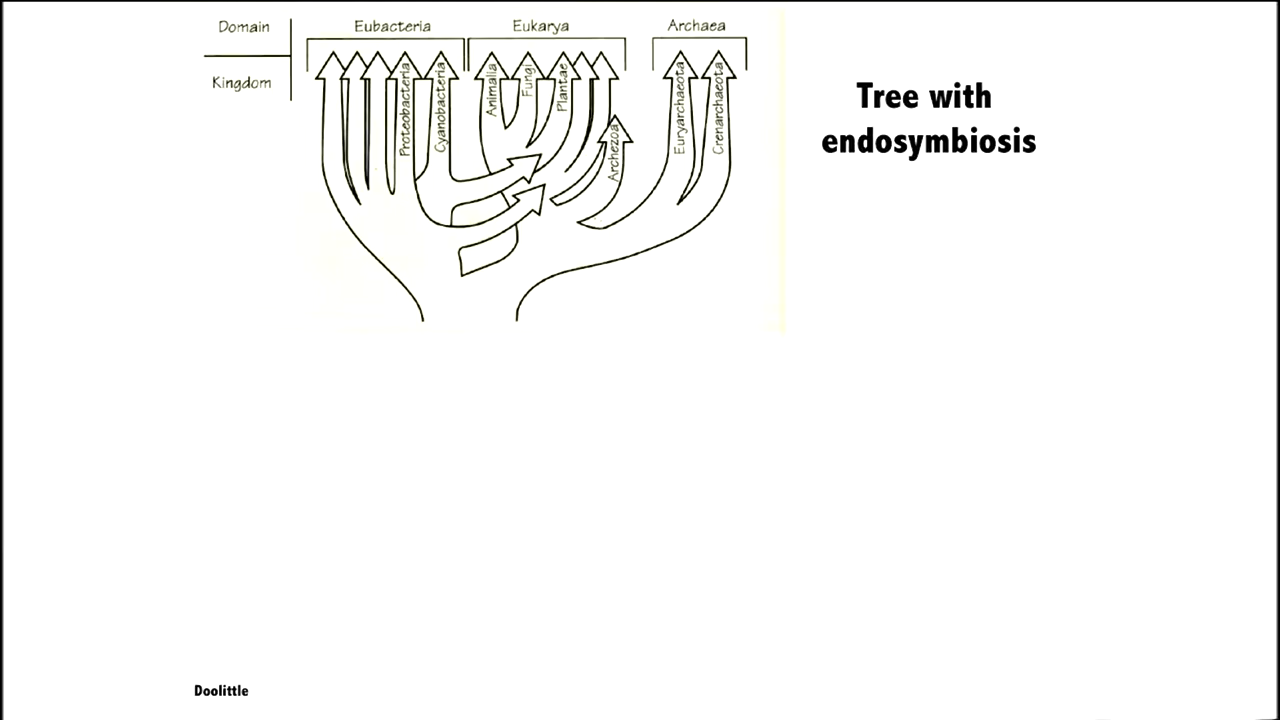 Domain
Eubacteria
Eukarya
Archaea
Kingdom
Proteobacteria
Cyanobacteria
Animalia
Fungi
Plantae
Archezoa
Euryarchaeota
Crenarchaeota
Tree with
endosymbiosis
Doolittle